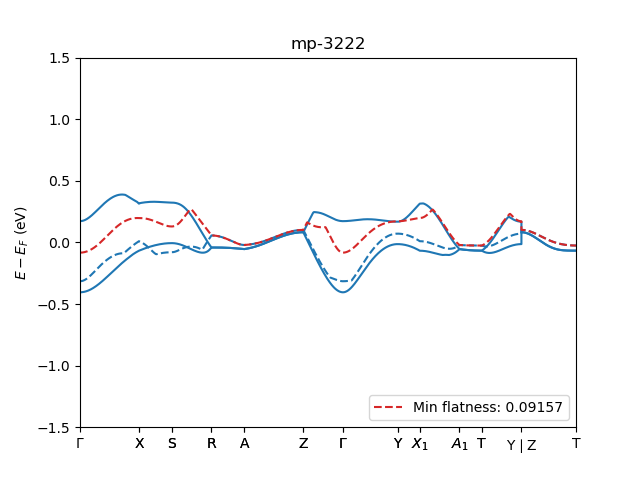 mp-3222
1.5
1.0
0.5
0.0
−0.5
−1.0
−1.5
E − E_F (eV)
Min flatness: 0.09157
Γ X S R A Z Γ Y X₁ A₁ T Y | Z T